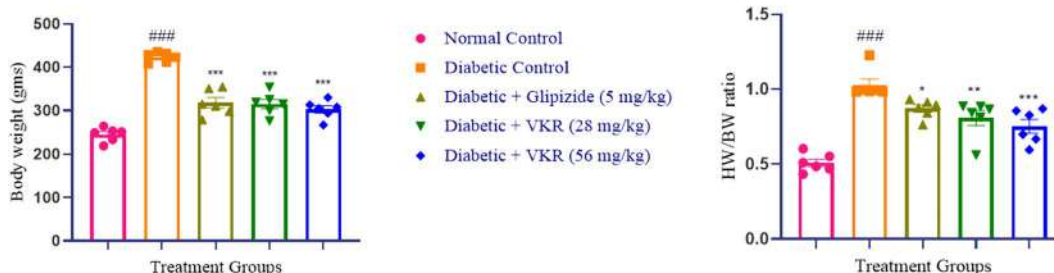 Body weight (gms)
500
400
300
200
100
0
###
***
***
***
Treatment Groups
Normal Control
Diabetic Control
Diabetic + Glipizide (5 mg/kg)
Diabetic + VKR (28 mg/kg)
Diabetic + VKR (56 mg/kg)
HW/BW ratio
1.5
1.0
0.5
0.0
###
*
**
***
Treatment Groups